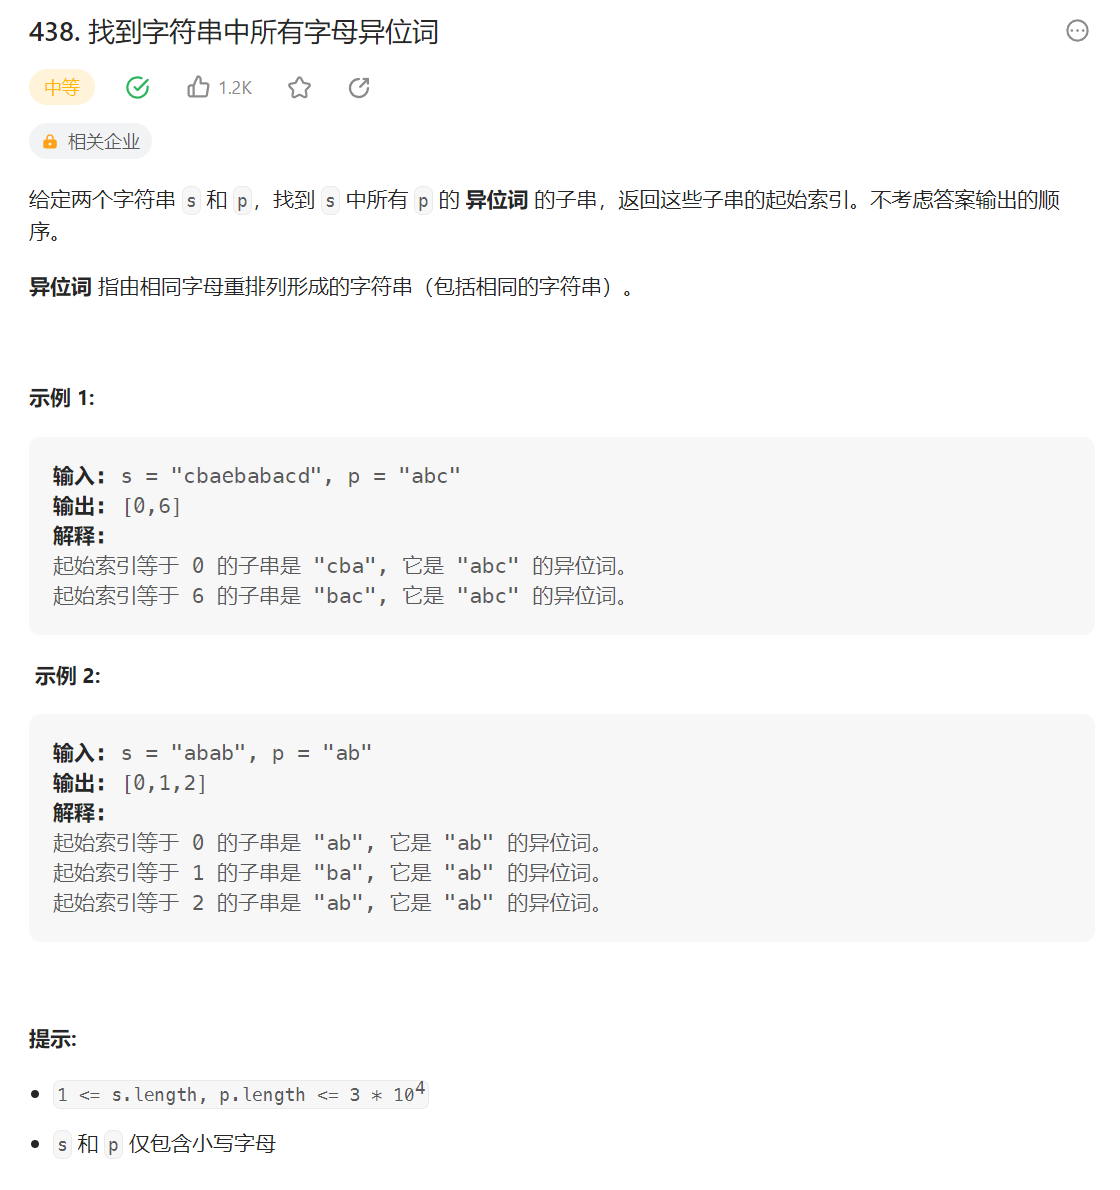 438. 找到字符串中所有字母异位词
中等
1.2K
相关企业
给定两个字符串 s 和 p，找到 s 中所有 p 的 异位词 的子串，返回这些子串的起始索引。不考虑答案输出的顺
序。
异位词 指由相同字母重排列形成的字符串（包括相同的字符串）。
示例 1:
输入: s = "cbaebabacd", p = "abc"
输出: [0,6]
解释:
起始索引等于 0 的子串是 "cba", 它是 "abc" 的异位词。
起始索引等于 6 的子串是 "bac", 它是 "abc" 的异位词。
示例 2:
输入: s = "abab", p = "ab"
输出: [0,1,2]
解释:
起始索引等于 0 的子串是 "ab", 它是 "ab" 的异位词。
起始索引等于 1 的子串是 "ba", 它是 "ab" 的异位词。
起始索引等于 2 的子串是 "ab", 它是 "ab" 的异位词。
提示:
1 <= s.length, p.length <= 3 * 10⁴
s 和 p 仅包含小写字母